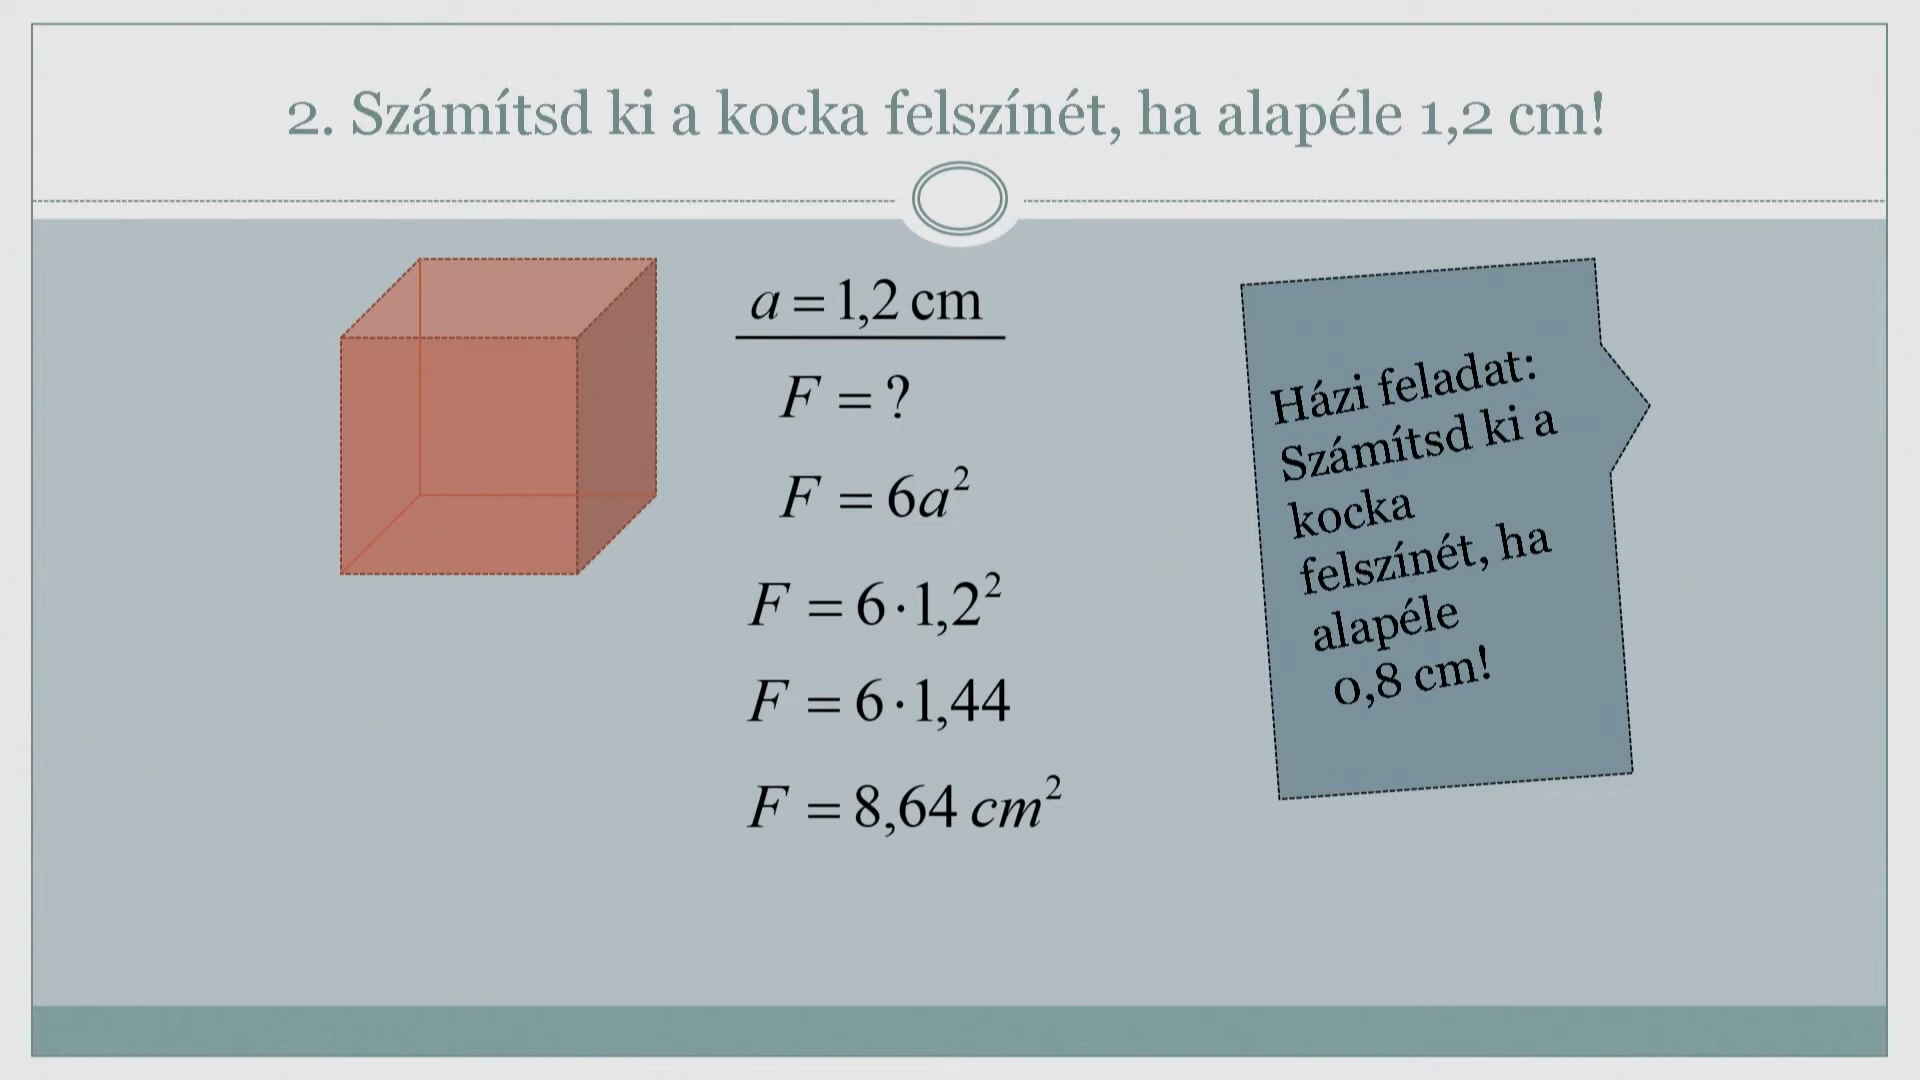 2. Számítsd ki a kocka felszínét, ha alapéle 1,2 cm!
a = 1,2 cm
F = ?
F = 6a²
F = 6·1,2²
F = 6·1,44
F = 8,64 cm²
Házi feladat:
Számítsd ki a
kocka
felszínét, ha
alapéle
0,8 cm!